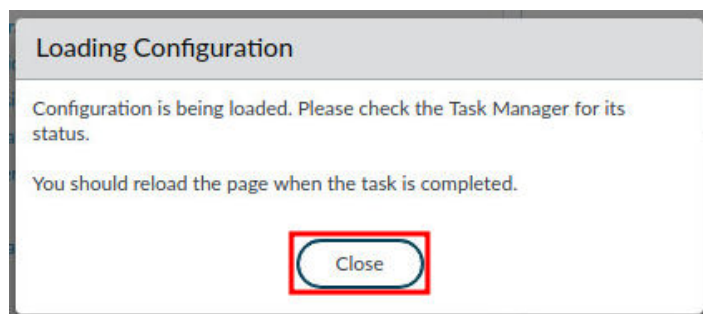 Loading Configuration
Configuration is being loaded. Please check the Task Manager for its
status.
You should reload the page when the task is completed.
Close